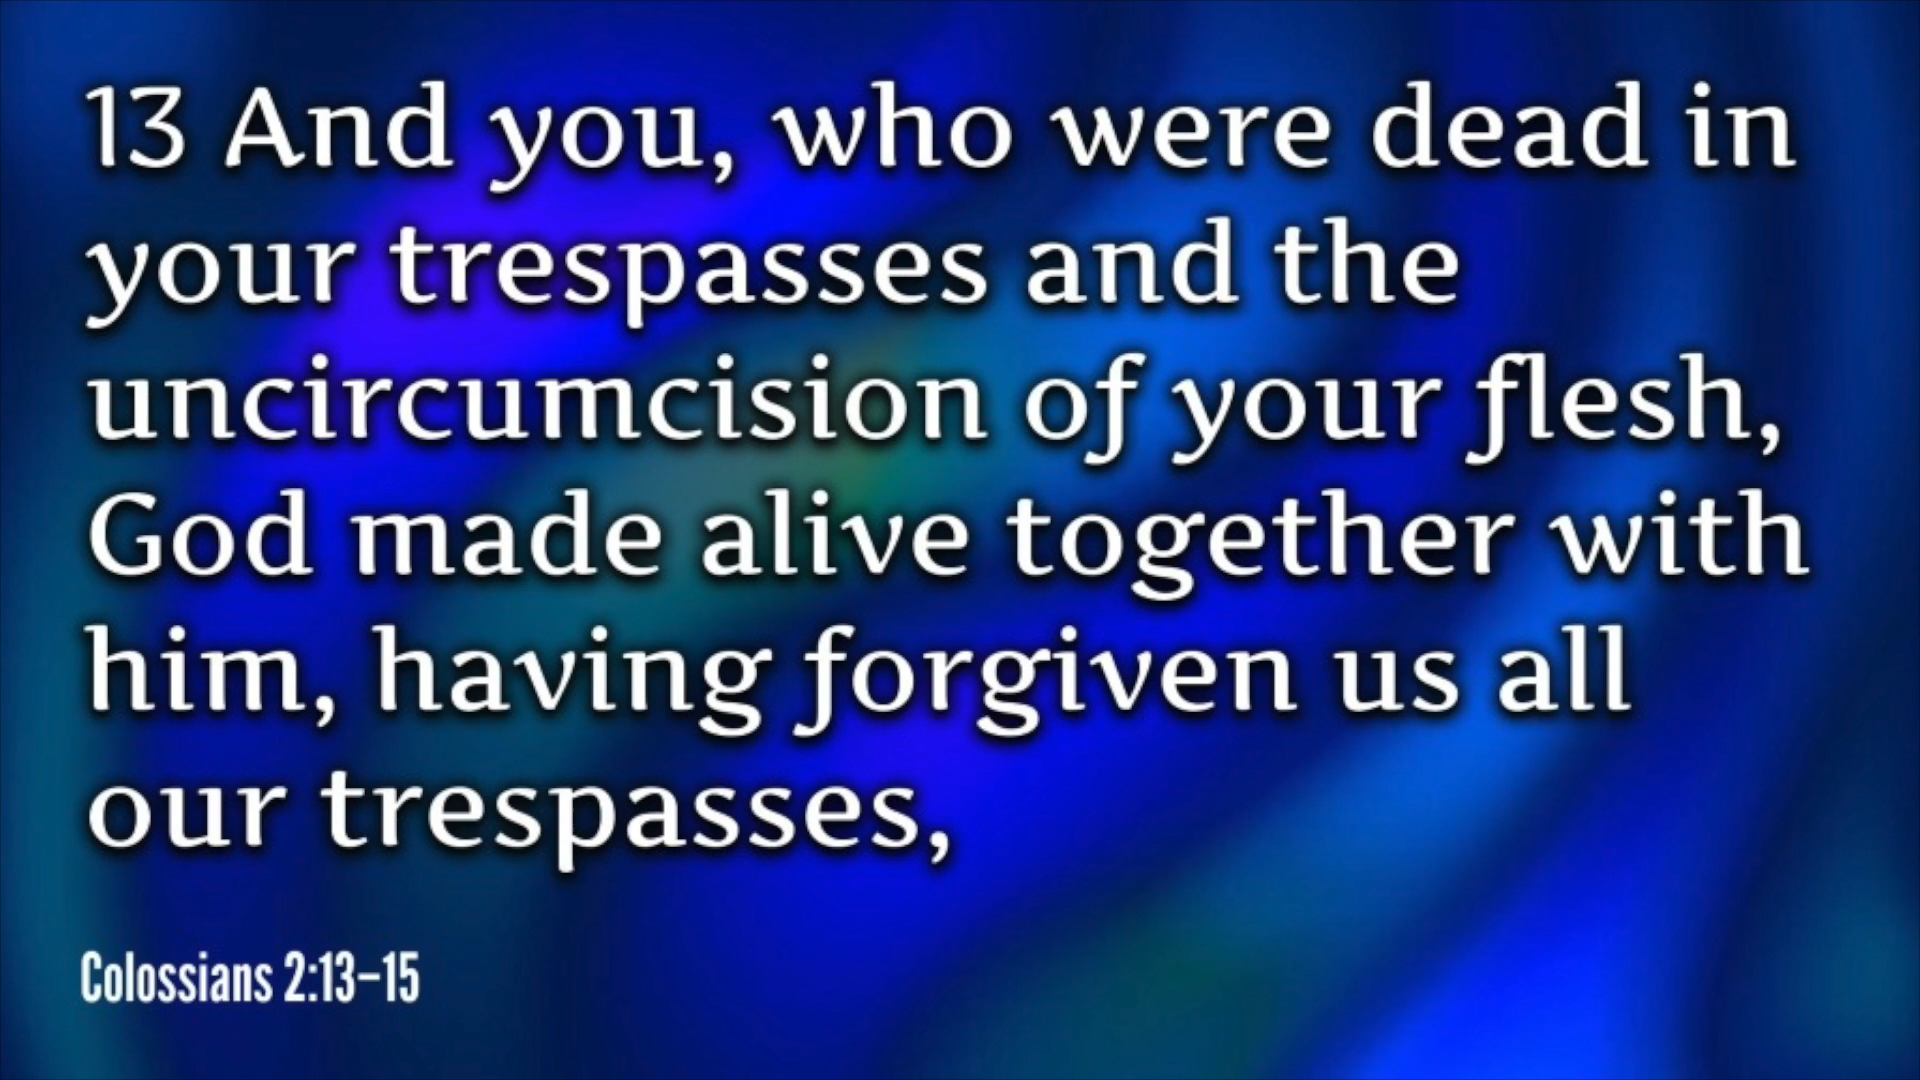 13 And you, who were dead in
your trespasses and the
uncircumcision of your flesh,
God made alive together with
him, having forgiven us all
our trespasses,
Colossians 2:13–15